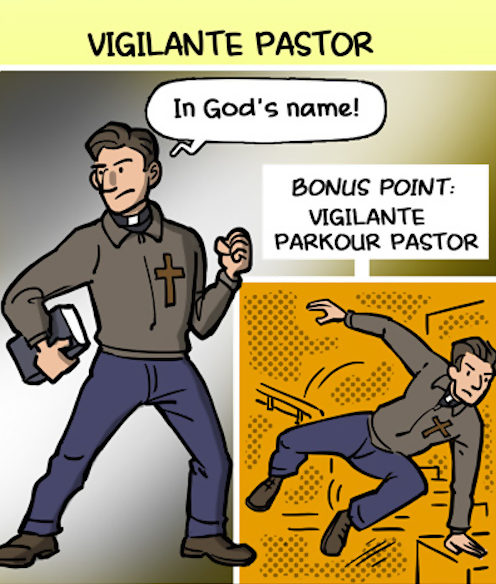 VIGILANTE PASTOR
In God's name!
BONUS POINT:
VIGILANTE
PARKOUR PASTOR